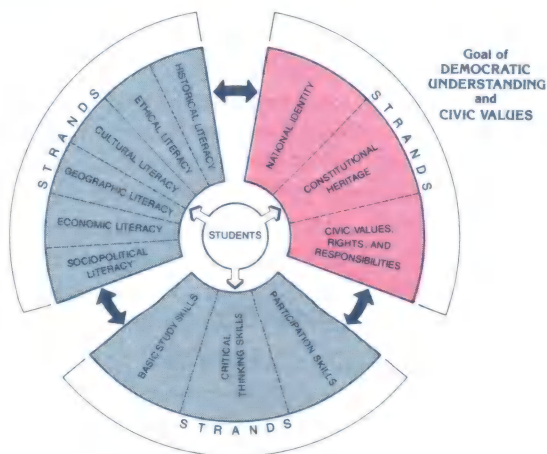 Goal of
DEMOCRATIC
UNDERSTANDING
and
CIVIC VALUES
STRANDS
HISTORICAL LITERACY
ETHICAL LITERACY
CULTURAL LITERACY
GEOGRAPHIC LITERACY
ECONOMIC LITERACY
SOCIOPOLITICAL
LITERACY
STRANDS
NATIONAL IDENTITY
CONSTITUTIONAL
HERITAGE
CIVIC VALUES,
RIGHTS, AND
RESPONSIBILITIES
STUDENTS
BASIC STUDY SKILLS
CRITICAL
THINKING SKILLS
PARTICIPATION SKILLS
STRANDS